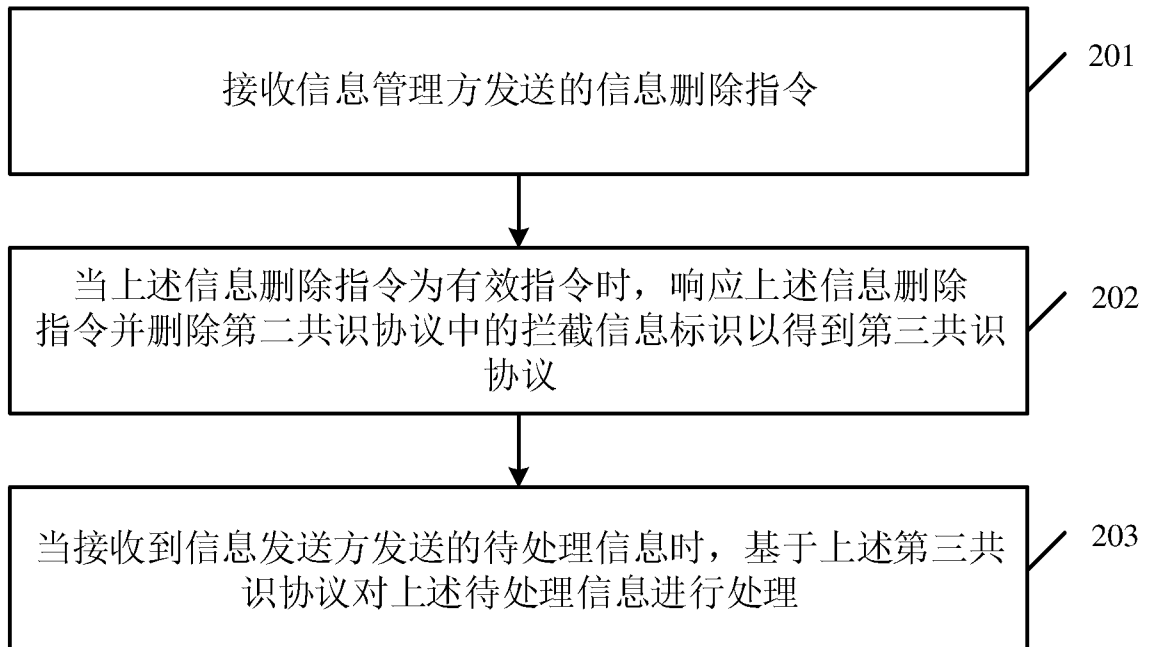 接收信息管理方发送的信息删除指令
201
当上述信息删除指令为有效指令时，响应上述信息删除
指令并删除第二共识协议中的拦截信息标识以得到第三共识
协议
202
当接收到信息发送方发送的待处理信息时，基于上述第三共
识协议对上述待处理信息进行处理
203